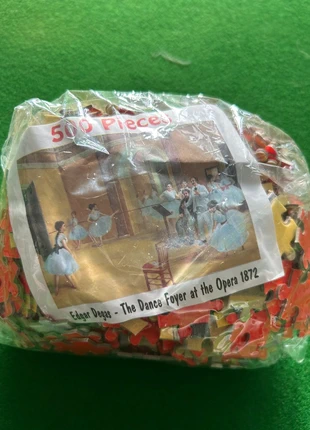 500 Pieces
Edgar Degas - The Dance Foyer at the Opera 1872